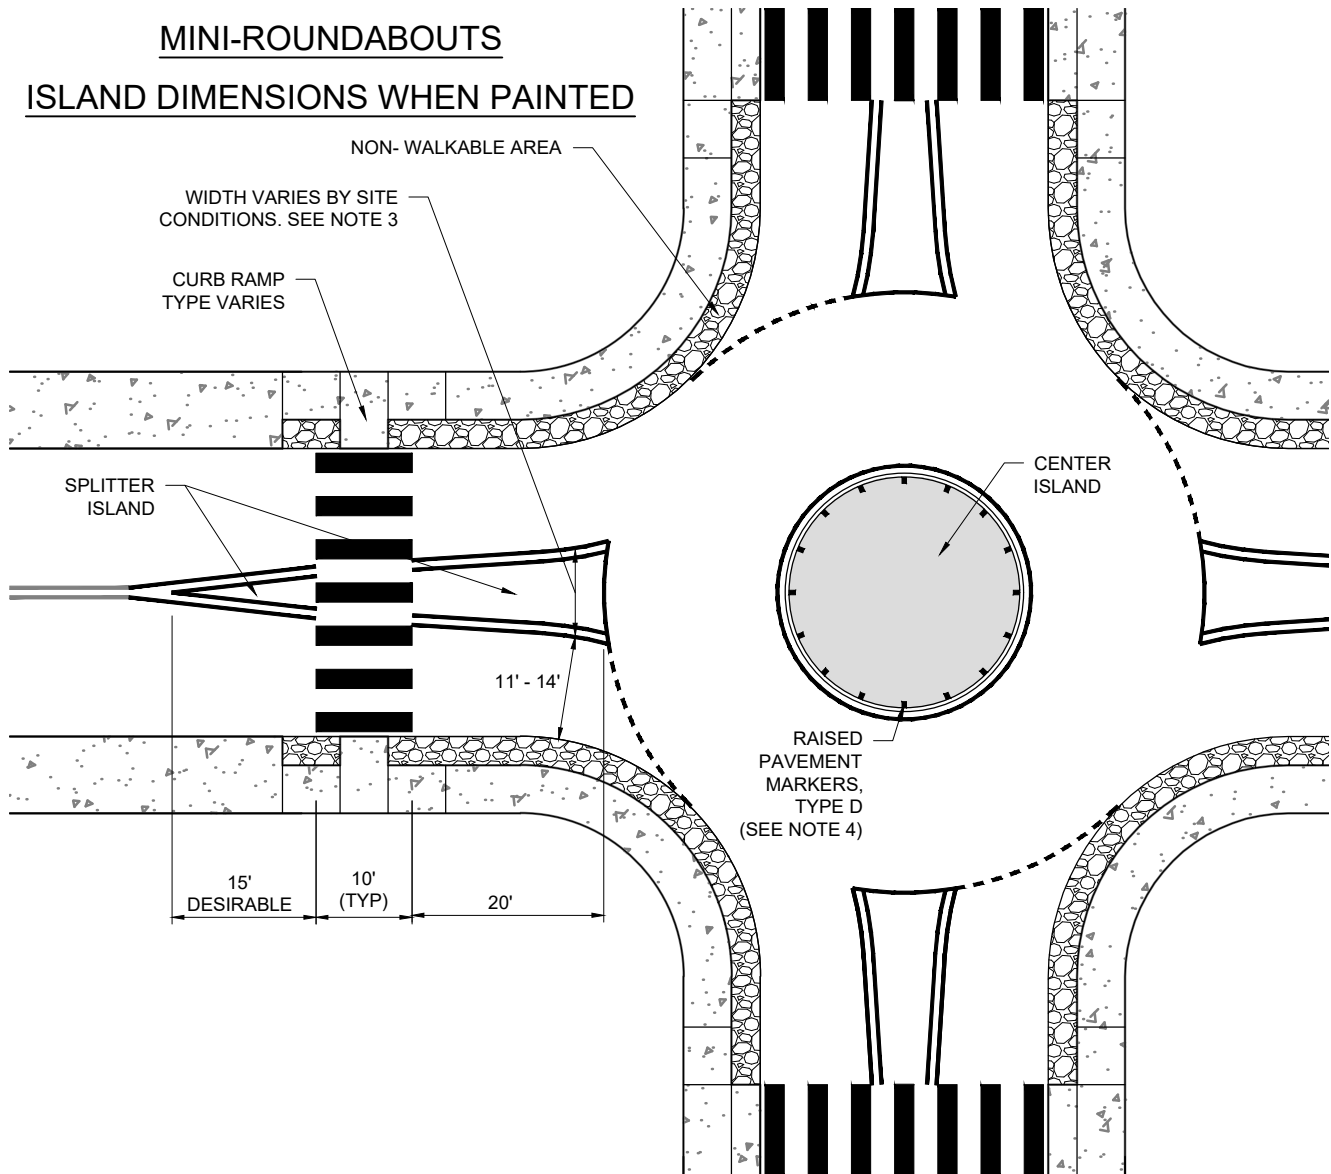 MINI-ROUNDABOUTS
ISLAND DIMENSIONS WHEN PAINTED
NON- WALKABLE AREA
WIDTH VARIES BY SITE
CONDITIONS. SEE NOTE 3
CURB RAMP
TYPE VARIES
SPLITTER
ISLAND
CENTER
ISLAND
11' - 14'
RAISED
PAVEMENT
MARKERS,
TYPE D
(SEE NOTE 4)
15'
DESIRABLE
10'
(TYP)
20'